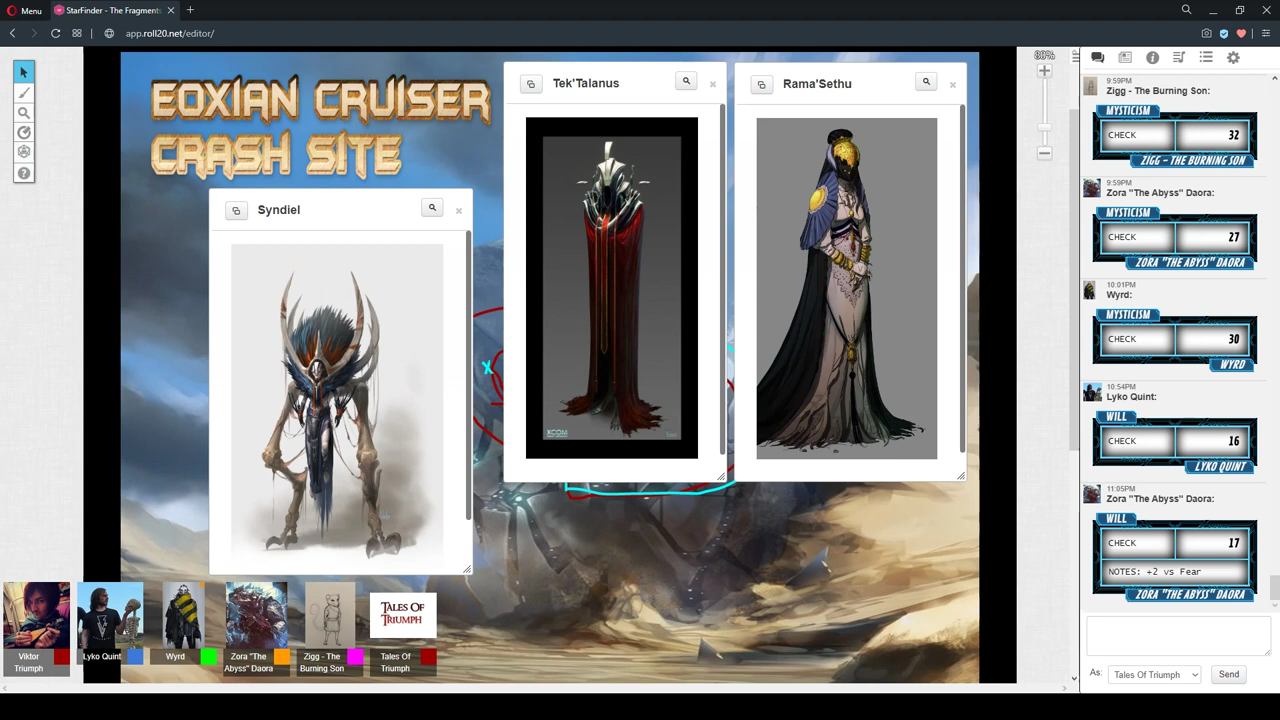 Menu
StarFinder - The Fragments
app.roll20.net/editor/
EOXIAN CRUISER
CRASH SITE
Syndiel
Tek'Talanus
XCOM
Rama'Sethu
80%
9:59PM
Zigg - The Burning Son:
MYSTICISM
CHECK 32
ZIGG - THE BURNING SON
9:59PM
Zora "The Abyss" Daora:
MYSTICISM
CHECK 27
ZORA "THE ABYSS" DAORA
10:01PM
Wyrd:
MYSTICISM
CHECK 30
WYRD
10:54PM
Lyko Quint:
WILL
CHECK 16
LYKO QUINT
11:05PM
Zora "The Abyss" Daora:
WILL
CHECK 17
NOTES: +2 vs Fear
ZORA "THE ABYSS" DAORA
As: Tales Of Triumph Send
Viktor
Triumph
Lyko Quint
Wyrd
Zora "The
Abyss" Daora
Zigg - The
Burning Son
TALES OF
TRIUMPH
Tales Of
Triumph